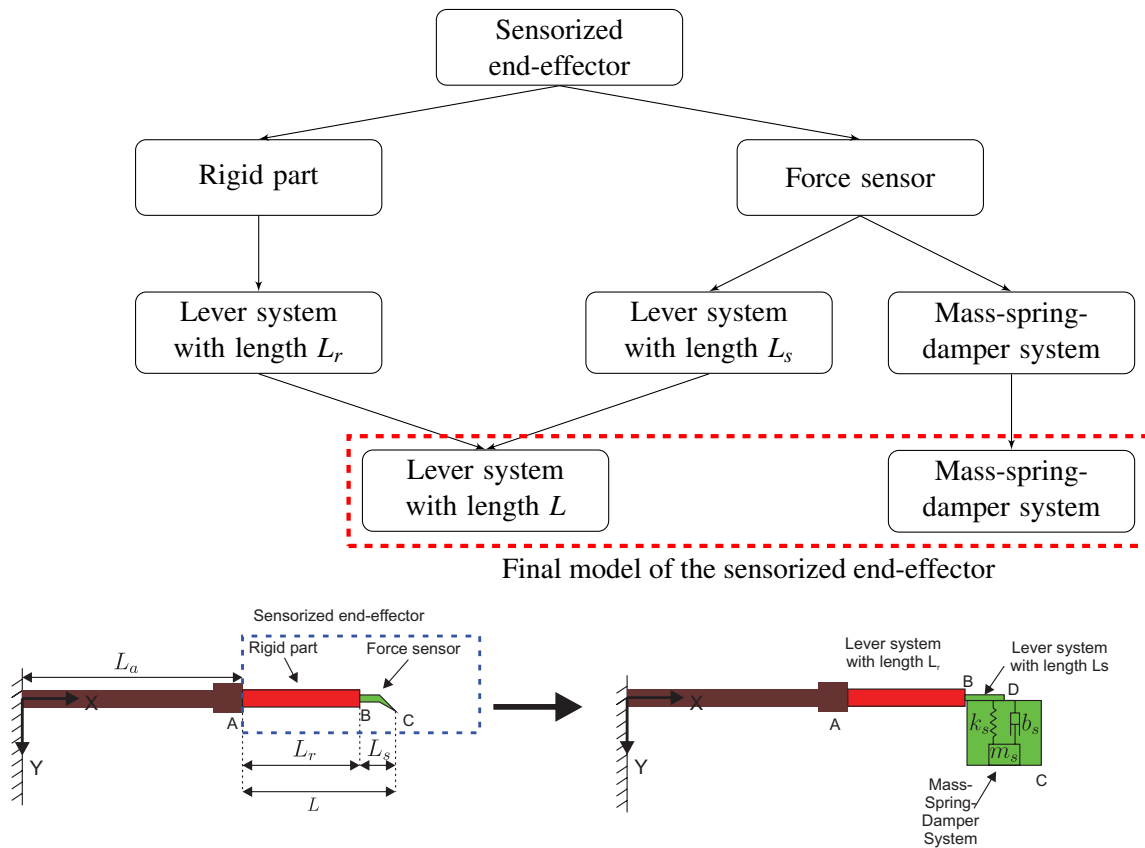 Sensorized
end-effector
Rigid part
Force sensor
Lever system
with length L_r
Lever system
with length L_s
Mass-spring-
damper system
Lever system
with length L
Mass-spring-
damper system
Final model of the sensorized end-effector
Sensorized end-effector
Rigid part
Force sensor
L_a
X
Y
A
B
C
L_r
L_s
L
Lever system
with length L_r
Lever system
with length Ls
B
D
X
Y
A
k_s
b_s
m_s
C
Mass-
Spring-
Damper
System